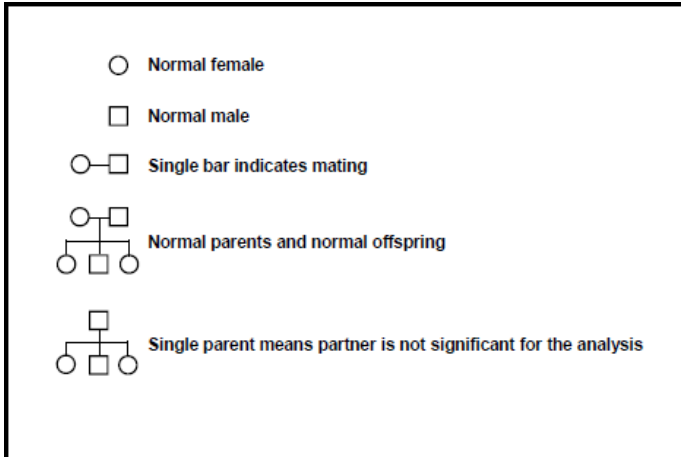 Normal female
Normal male
Single bar indicates mating
Normal parents and normal offspring
Single parent means partner is not significant for the analysis